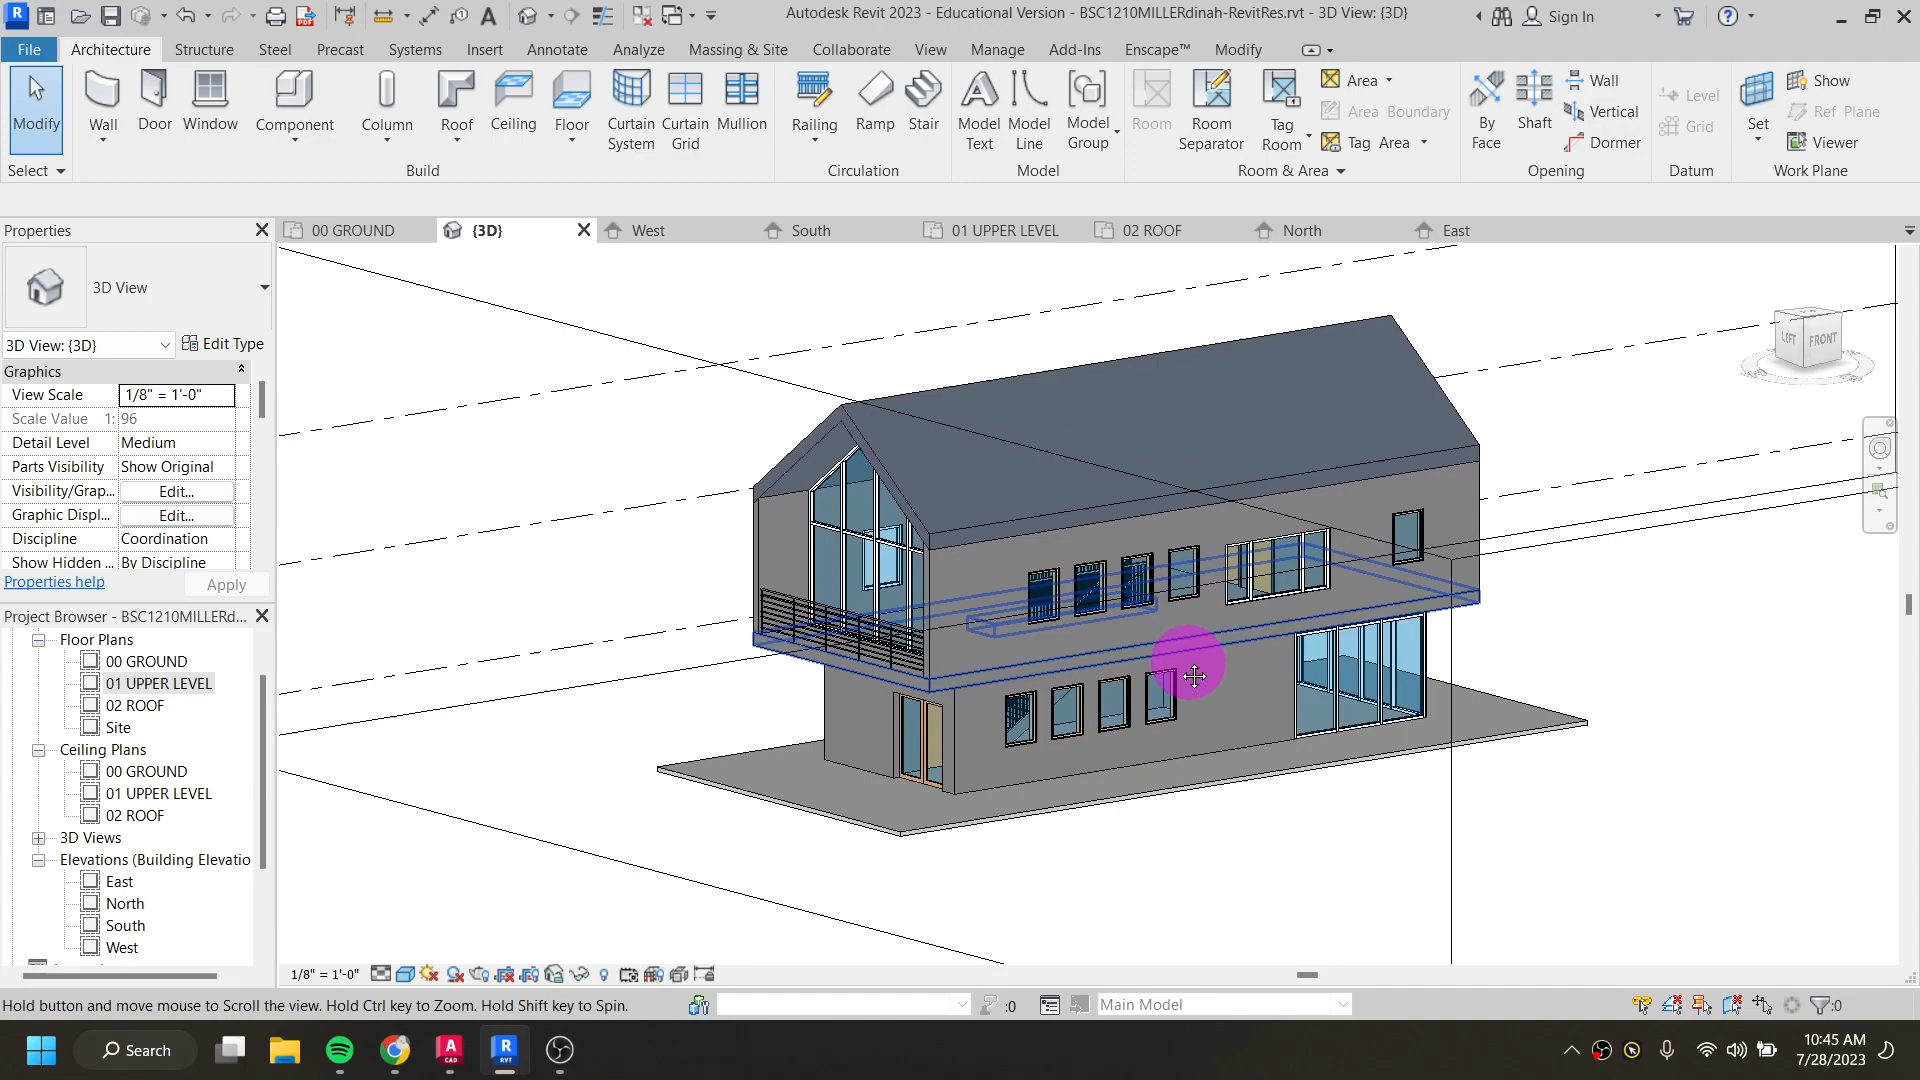 Autodesk Revit 2023 - Educational Version - BSC1210MILLERdinah-RevitRes.rvt - 3D View: {3D}
Sign In
File Architecture Structure Steel Precast Systems Insert Annotate Analyze Massing & Site Collaborate View Manage Add-Ins Enscape™ Modify
Modify
Wall
Door
Window
Component
Column
Roof
Ceiling
Floor
Curtain System
Curtain Grid
Mullion
Railing
Ramp
Stair
Model Text
Model Line
Model Group
Room
Room Separator
Tag Room
Area
Area Boundary
Tag Area
By Face
Shaft
Wall
Vertical
Dormer
Level
Grid
Set
Show
Ref Plane
Viewer
Select
Build
Circulation
Model
Room & Area
Opening
Datum
Work Plane
Properties
00 GROUND
{3D}
West
South
01 UPPER LEVEL
02 ROOF
North
East
3D View
3D View: {3D}
Edit Type
Graphics
View Scale 1/8" = 1'-0"
Scale Value 1: 96
Detail Level Medium
Parts Visibility Show Original
Visibility/Grap... Edit...
Graphic Displ... Edit...
Discipline Coordination
Show Hidden ... By Discipline
Properties help
Apply
Project Browser - BSC1210MILLERd...
Floor Plans
00 GROUND
01 UPPER LEVEL
02 ROOF
Site
Ceiling Plans
00 GROUND
01 UPPER LEVEL
02 ROOF
3D Views
Elevations (Building Elevatio
East
North
South
West
LEFT
FRONT
1/8" = 1'-0"
Hold button and move mouse to Scroll the view. Hold Ctrl key to Zoom. Hold Shift key to Spin.
:0
Main Model
:0
Search
10:45 AM
7/28/2023